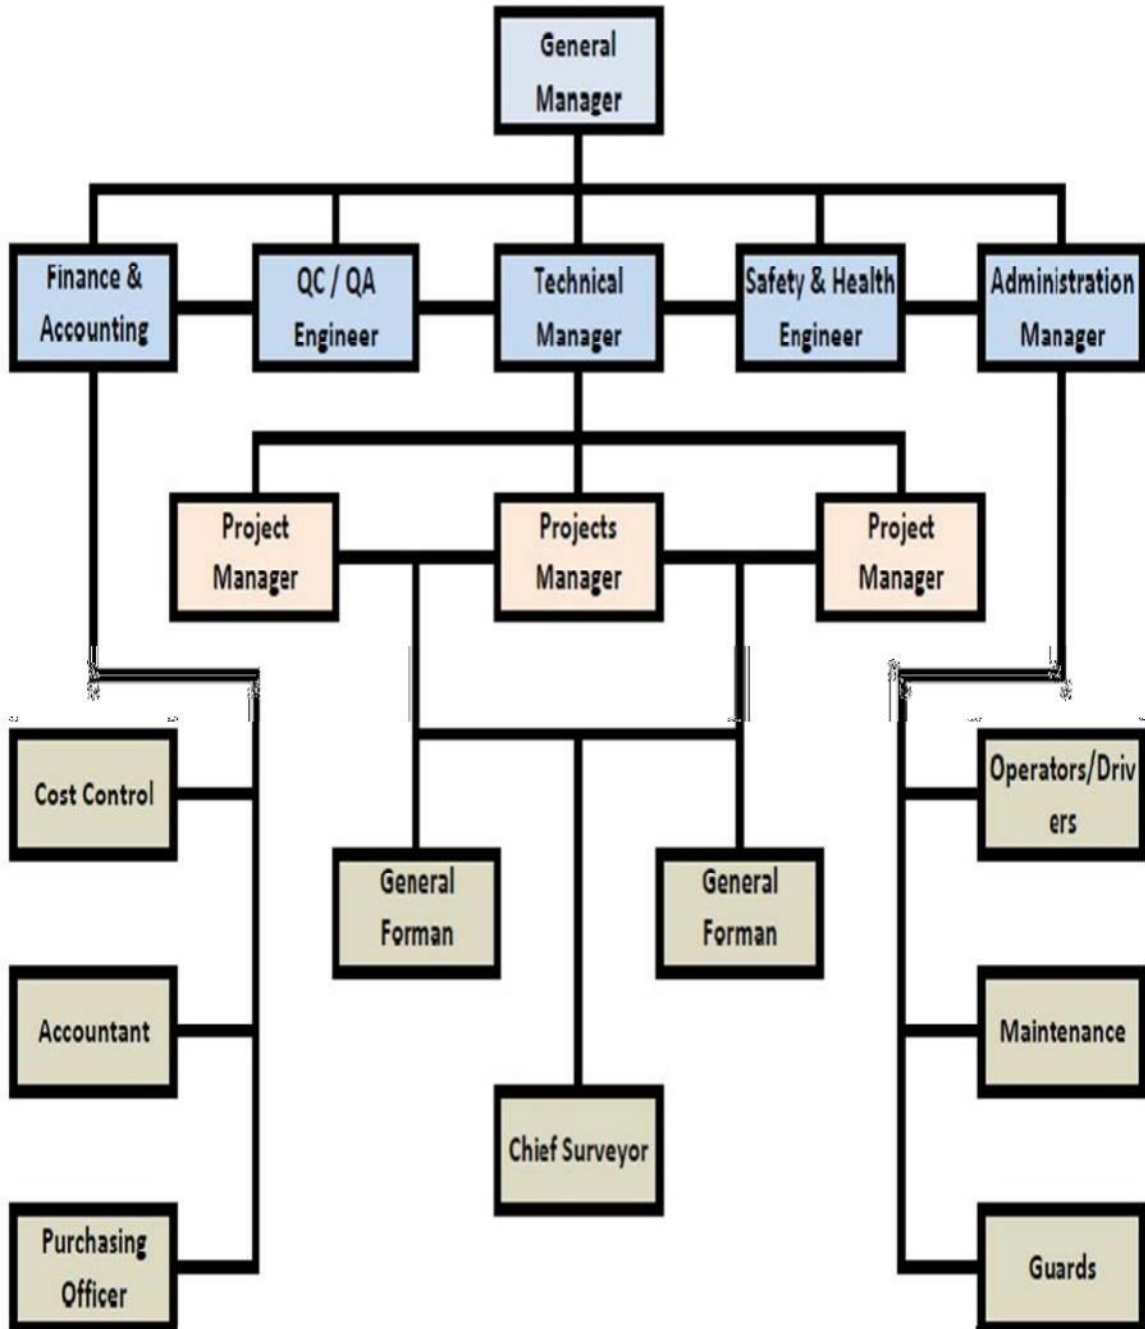 General
Manager
Finance &
Accounting
QC / QA
Engineer
Technical
Manager
Safety & Health
Engineer
Administration
Manager
Project
Manager
Projects
Manager
Project
Manager
Cost Control
Operators/Driv
ers
General
Forman
General
Forman
Accountant
Maintenance
Chief Surveyor
Purchasing
Officer
Guards